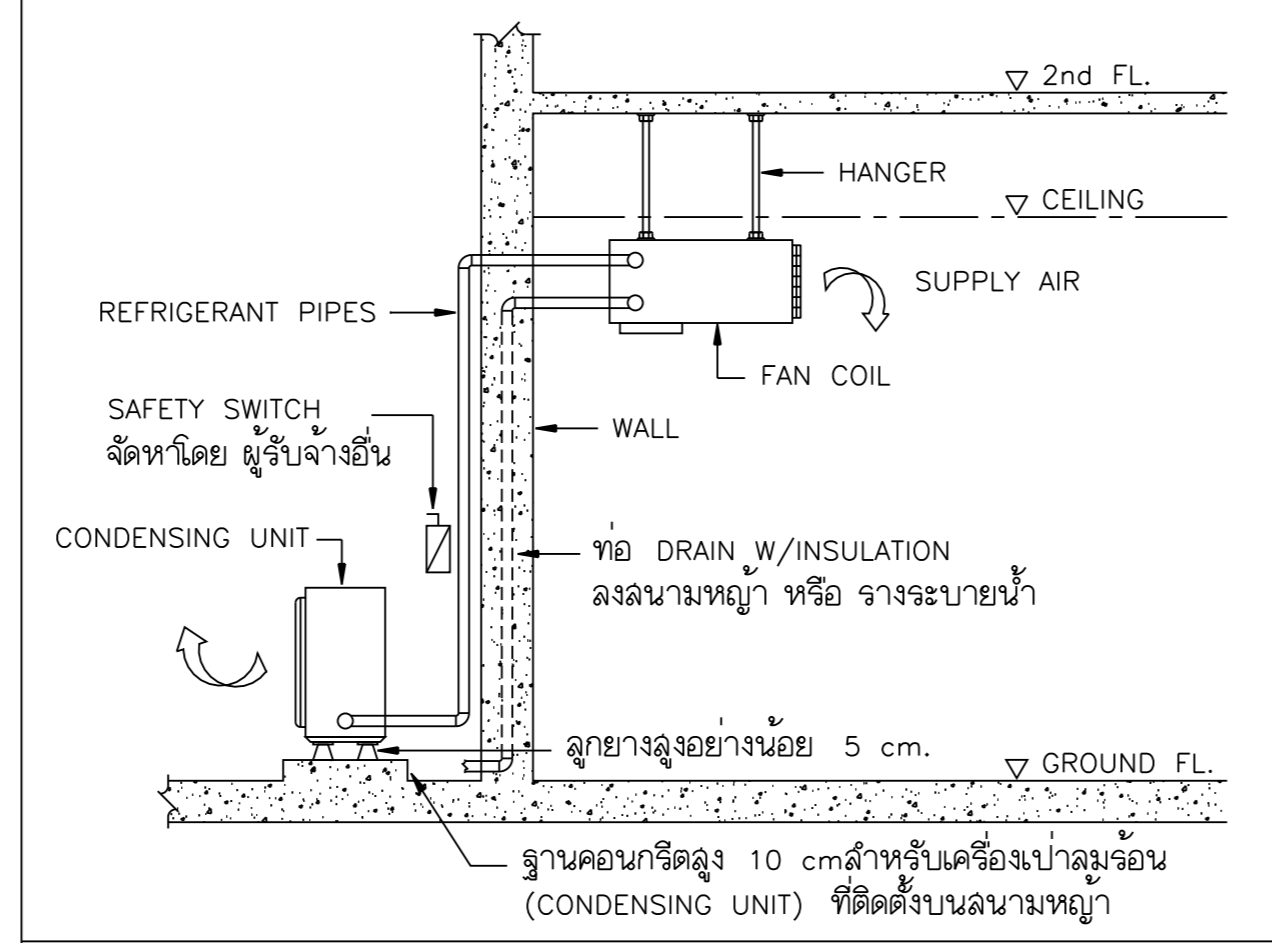 2nd FL.
HANGER
CEILING
SUPPLY AIR
REFRIGERANT PIPES
FAN COIL
SAFETY SWITCH
จัดหาโดย ผู้รับจ้างอื่น
WALL
CONDENSING UNIT
ท่อ DRAIN W/INSULATION
ลงสนามหญ้า หรือ รางระบายน้ำ
ลูกยางสูงอย่างน้อย 5 cm.
GROUND FL.
ฐานคอนกรีตสูง 10 cmสำหรับเครื่องเป่าลมร้อน
(CONDENSING UNIT) ที่ติดตั้งบนสนามหญ้า